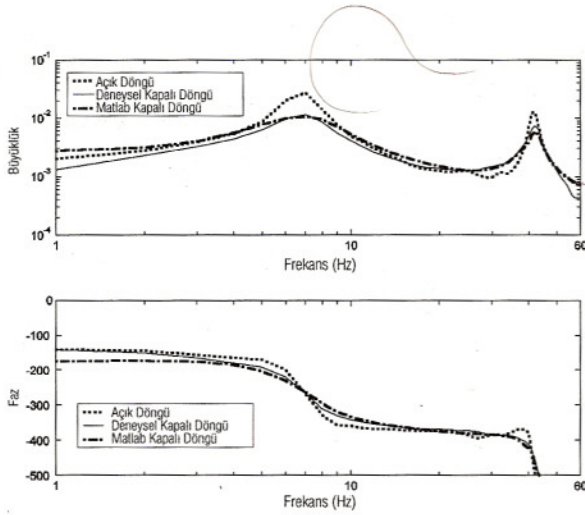 10-1
Açık Döngü
Deneysel Kapalı Döngü
Matlab Kapalı Döngü
10-2
Büyüklük
10-3
10-4
1 10 60
Frekans (Hz)
0
-100
-200
Faz
-300
Açık Döngü
Deneysel Kapalı Döngü
Matlab Kapalı Döngü
-400
-500
1 10 60
Frekans (Hz)